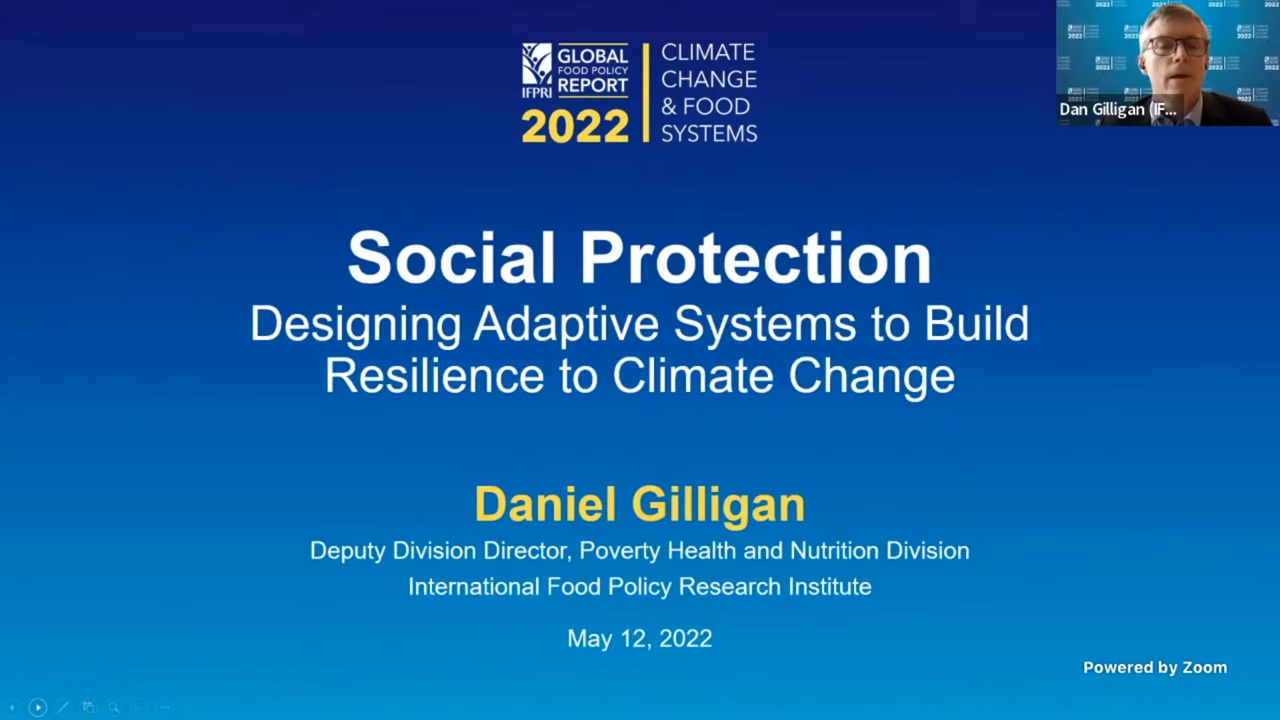 IFPRI
GLOBAL
FOOD POLICY
REPORT
2022
CLIMATE
CHANGE
& FOOD
SYSTEMS
Dan Gilligan (IF...
Social Protection
Designing Adaptive Systems to Build
Resilience to Climate Change
Daniel Gilligan
Deputy Division Director, Poverty Health and Nutrition Division
International Food Policy Research Institute
May 12, 2022
Powered by Zoom